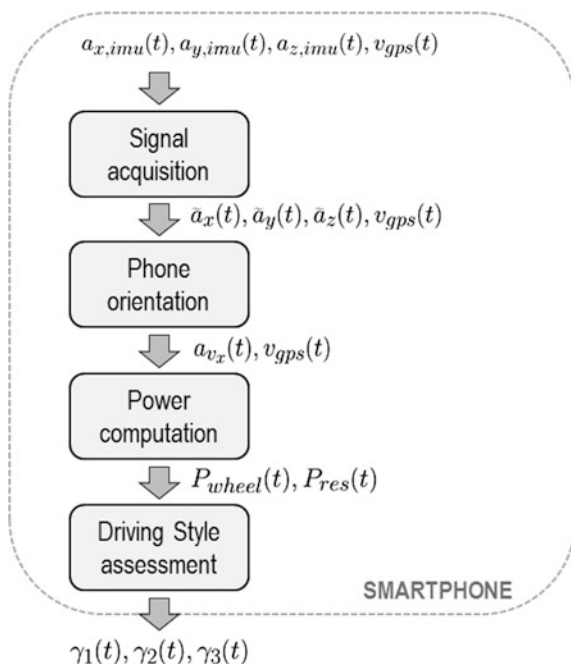 a_{x,imu}(t), a_{y,imu}(t), a_{z,imu}(t), v_{gps}(t)
Signal
acquisition
ã_x(t), ã_y(t), ã_z(t), v_{gps}(t)
Phone
orientation
a_{v_x}(t), v_{gps}(t)
Power
computation
P_{wheel}(t), P_{res}(t)
Driving Style
assessment
SMARTPHONE
γ_1(t), γ_2(t), γ_3(t)